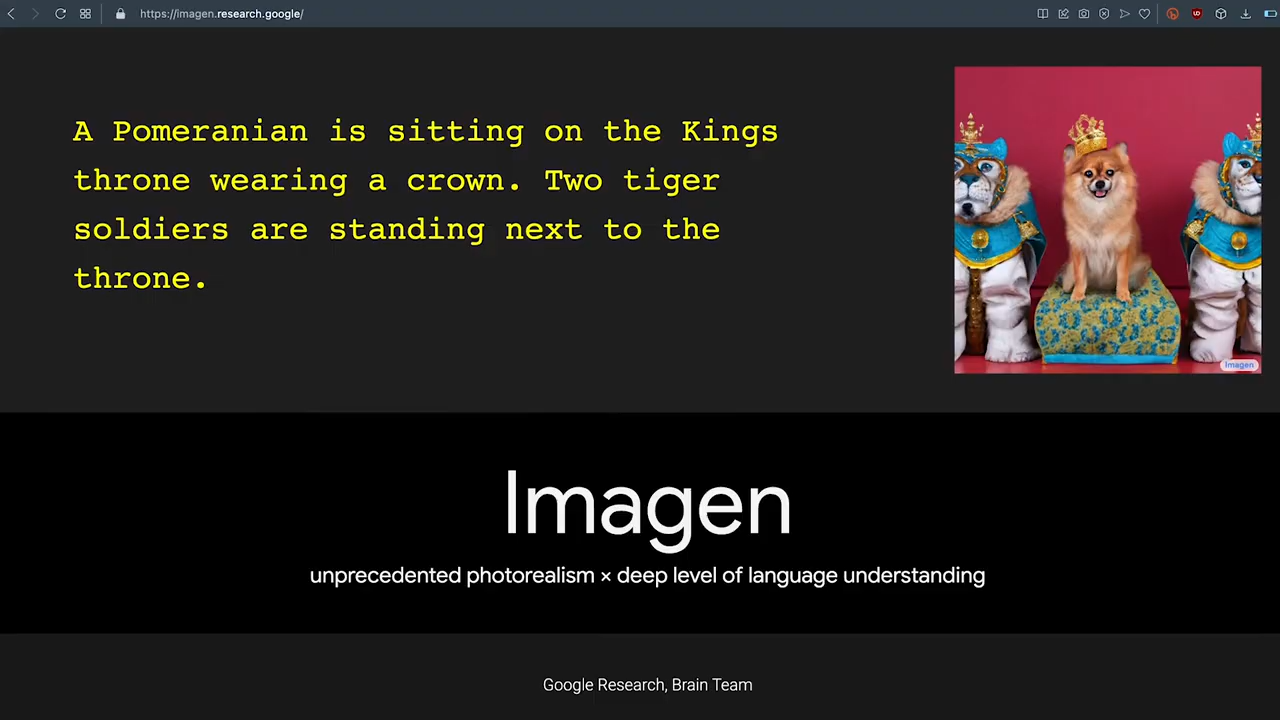 https://imagen.research.google/
A Pomeranian is sitting on the Kings
throne wearing a crown. Two tiger
soldiers are standing next to the
throne.
Imagen
Imagen
unprecedented photorealism × deep level of language understanding
Google Research, Brain Team